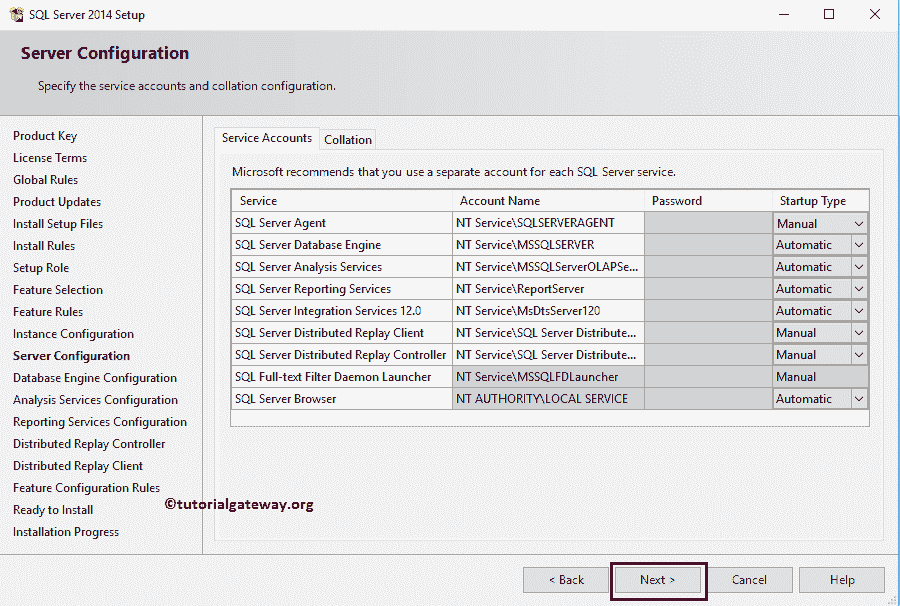 SQL Server 2014 Setup
Server Configuration
Specify the service accounts and collation configuration.
Product Key
License Terms
Global Rules
Product Updates
Install Setup Files
Install Rules
Setup Role
Feature Selection
Feature Rules
Instance Configuration
Server Configuration
Database Engine Configuration
Analysis Services Configuration
Reporting Services Configuration
Distributed Replay Controller
Distributed Replay Client
Feature Configuration Rules
Ready to Install
Installation Progress
Service Accounts Collation
Microsoft recommends that you use a separate account for each SQL Server service.
Service Account Name Password Startup Type
SQL Server Agent NT Service\SQLSERVERAGENT Manual
SQL Server Database Engine NT Service\MSSQLSERVER Automatic
SQL Server Analysis Services NT Service\MSSQLServerOLAPSe... Automatic
SQL Server Reporting Services NT Service\ReportServer Automatic
SQL Server Integration Services 12.0 NT Service\MsDtsServer120 Automatic
SQL Server Distributed Replay Client NT Service\SQL Server Distribute... Manual
SQL Server Distributed Replay Controller NT Service\SQL Server Distribute... Manual
SQL Full-text Filter Daemon Launcher NT Service\MSSQLFDLauncher Manual
SQL Server Browser NT AUTHORITY\LOCAL SERVICE Automatic
©tutorialgateway.org
< Back Next > Cancel Help